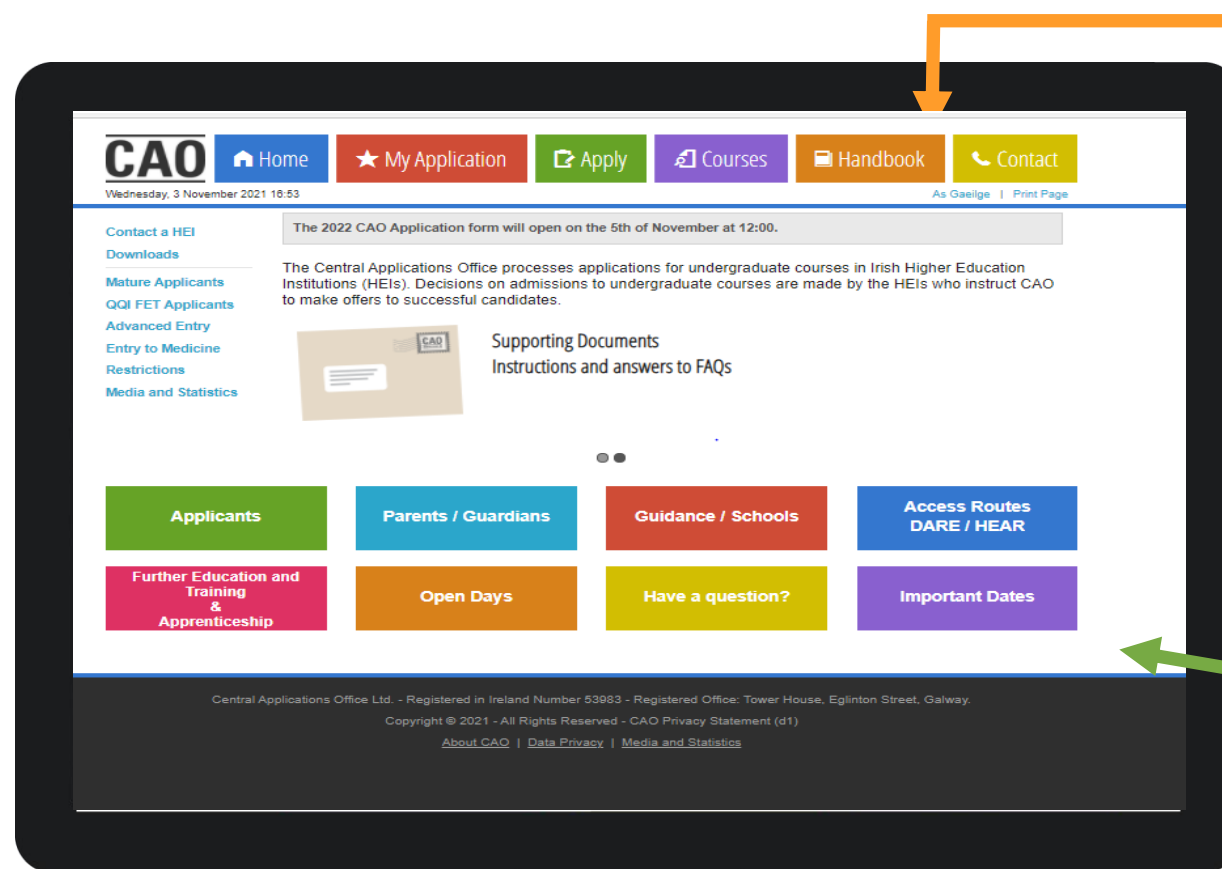 CAO
Home
My Application
Apply
Courses
Handbook
Contact
Wednesday, 3 November 2021 16:53
As Gaeilge | Print Page
Contact a HEI
Downloads
Mature Applicants
QQI FET Applicants
Advanced Entry
Entry to Medicine
Restrictions
Media and Statistics
The 2022 CAO Application form will open on the 5th of November at 12:00.
The Central Applications Office processes applications for undergraduate courses in Irish Higher Education
Institutions (HEIs). Decisions on admissions to undergraduate courses are made by the HEIs who instruct CAO
to make offers to successful candidates.
CAO
Supporting Documents
Instructions and answers to FAQs
Applicants
Parents / Guardians
Guidance / Schools
Access Routes
DARE / HEAR
Further Education and
Training
&
Apprenticeship
Open Days
Have a question?
Important Dates
Central Applications Office Ltd. - Registered in Ireland Number 53983 - Registered Office: Tower House, Eglinton Street, Galway.
Copyright © 2021 - All Rights Reserved - CAO Privacy Statement (d1)
About CAO | Data Privacy | Media and Statistics